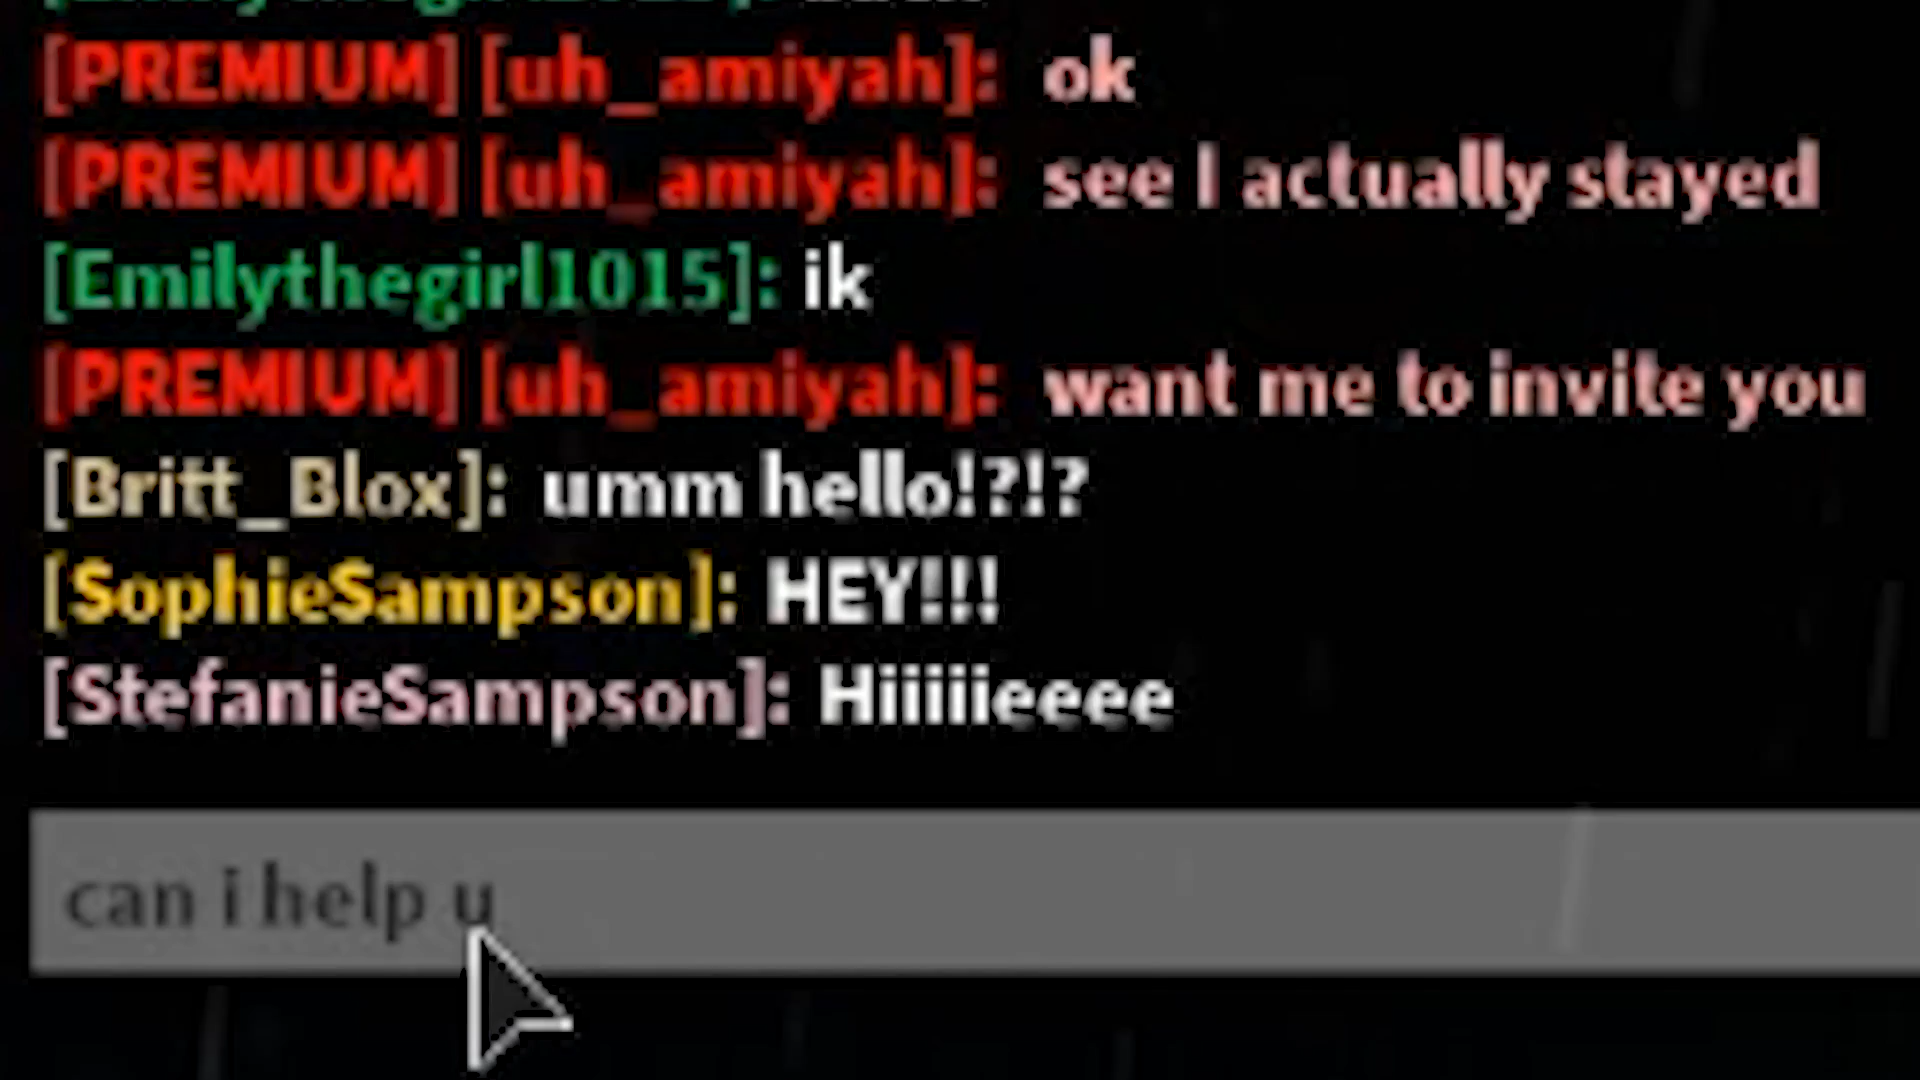 [PREMIUM] [uh_amiyah]: ok
[PREMIUM] [uh_amiyah]: see I actually stayed
[Emilythegirl1015]: ik
[PREMIUM] [uh_amiyah]: want me to invite you
[Britt_Blox]: umm hello!?!?
[SophieSampson]: HEY!!!
[StefanieSampson]: Hiiiiieeee
can i help u